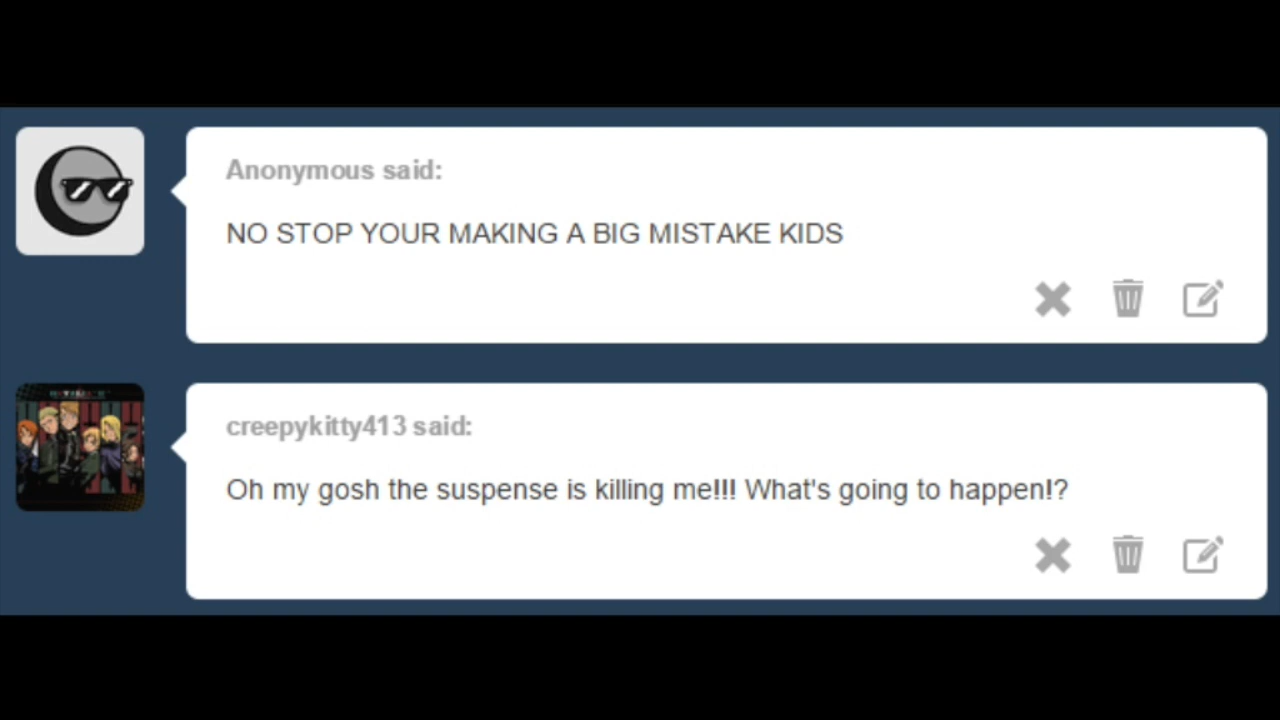 Anonymous said:
NO STOP YOUR MAKING A BIG MISTAKE KIDS
creepykitty413 said:
Oh my gosh the suspense is killing me!!! What's going to happen!?